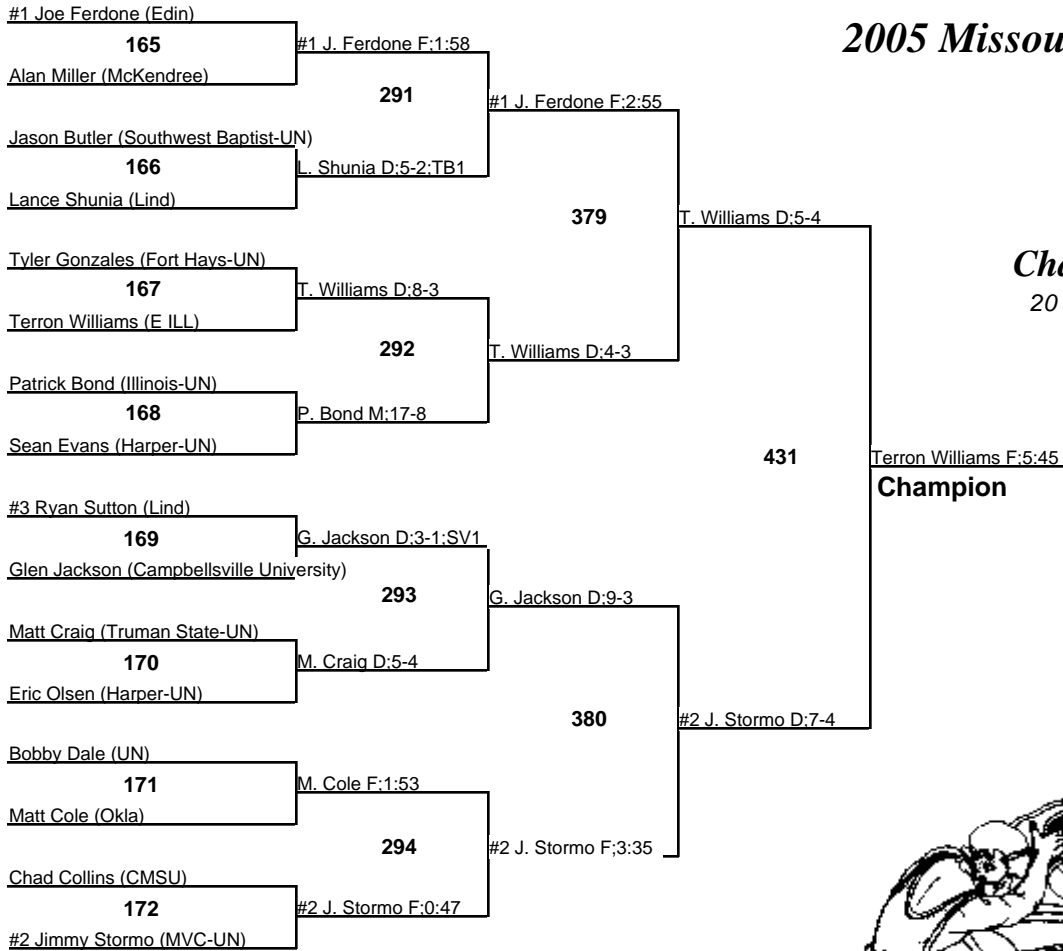 #1 Joe Ferdone (Edin)
2005 Missou
165
#1 J. Ferdone F;1:58
Alan Miller (McKendree)
291
#1 J. Ferdone F;2:55
Jason Butler (Southwest Baptist-UN)
166
L. Shunia D;5-2;TB1
Lance Shunia (Lind)
379
T. Williams D;5-4
Tyler Gonzales (Fort Hays-UN)
Cha
167
T. Williams D;8-3
20
Terron Williams (E ILL)
292
T. Williams D;4-3
Patrick Bond (Illinois-UN)
168
P. Bond M;17-8
Sean Evans (Harper-UN)
431
Terron Williams F;5:45
Champion
#3 Ryan Sutton (Lind)
169
G. Jackson D;3-1;SV1
Glen Jackson (Campbellsville University)
293
G. Jackson D;9-3
Matt Craig (Truman State-UN)
170
M. Craig D;5-4
Eric Olsen (Harper-UN)
380
#2 J. Stormo D;7-4
Bobby Dale (UN)
171
M. Cole F;1:53
Matt Cole (Okla)
294
#2 J. Stormo F;3:35
Chad Collins (CMSU)
172
#2 J. Stormo F;0:47
#2 Jimmy Stormo (MVC-UN)